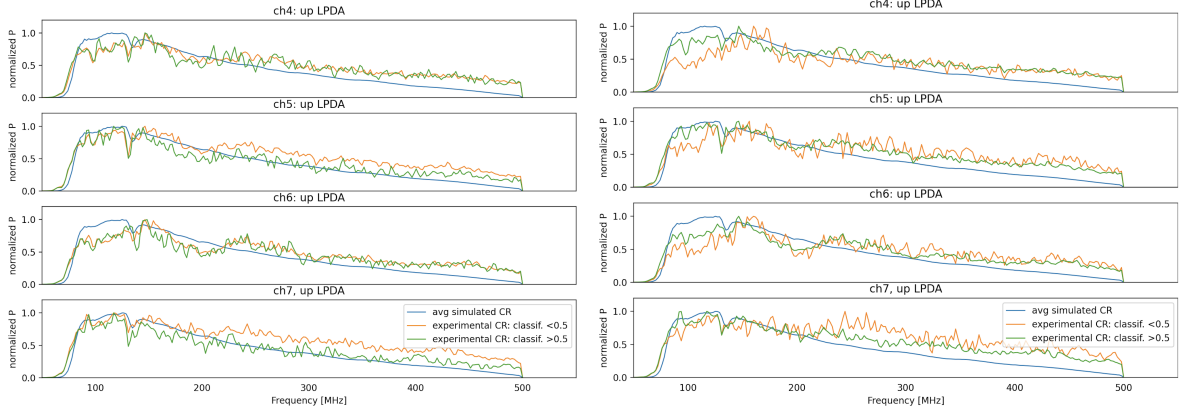 ch4: up LPDA
normalized P
1.0
0.5
0.0
ch5: up LPDA
normalized P
1.0
0.5
0.0
ch6: up LPDA
normalized P
1.0
0.5
0.0
ch7, up LPDA
normalized P
1.0
0.5
0.0
avg simulated CR
experimental CR: classif. <0.5
experimental CR: classif. >0.5
100 200 300 400 500
Frequency [MHz]
ch4: up LPDA
normalized P
1.0
0.5
0.0
ch5: up LPDA
normalized P
1.0
0.5
0.0
ch6: up LPDA
normalized P
1.0
0.5
0.0
ch7, up LPDA
normalized P
1.0
0.5
0.0
avg simulated CR
experimental CR: classif. <0.5
experimental CR: classif. >0.5
100 200 300 400 500
Frequency [MHz]